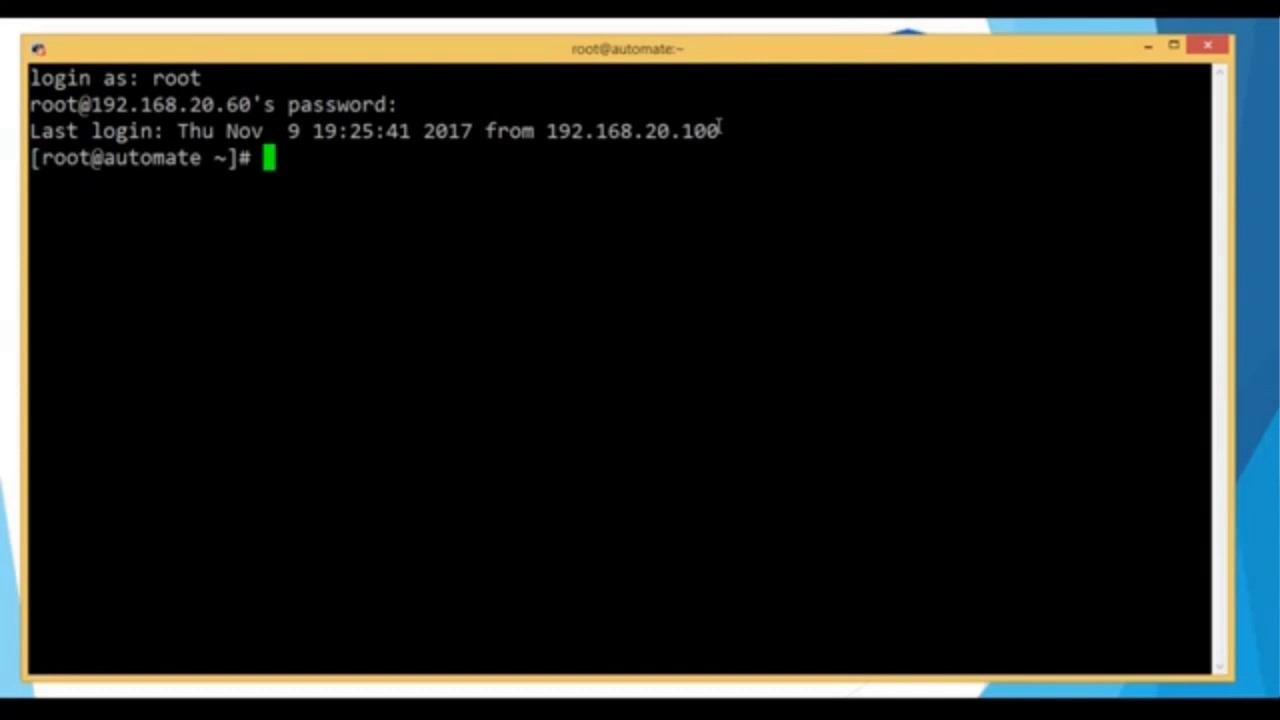 root@automate:~
login as: root
root@192.168.20.60's password:
Last login: Thu Nov  9 19:25:41 2017 from 192.168.20.100
[root@automate ~]#